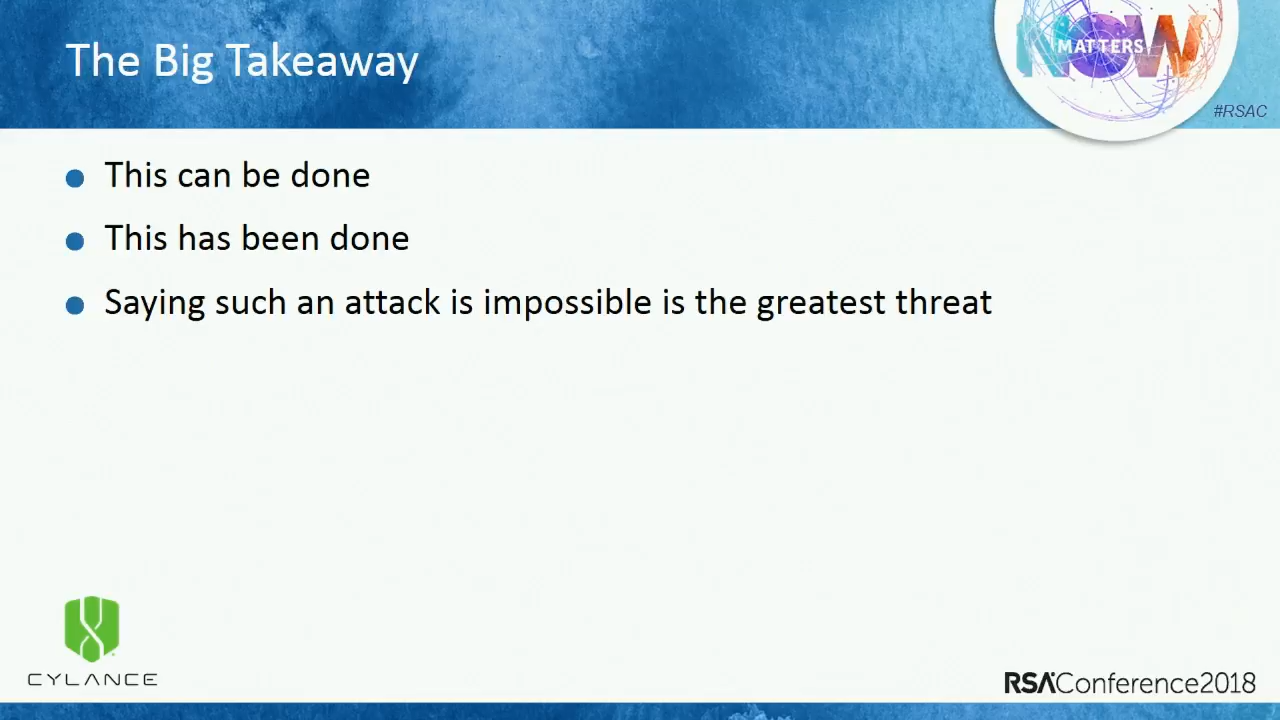 The Big Takeaway
NOW
MATTERS
#RSAC
This can be done
This has been done
Saying such an attack is impossible is the greatest threat
CYLANCE
RSAConference2018